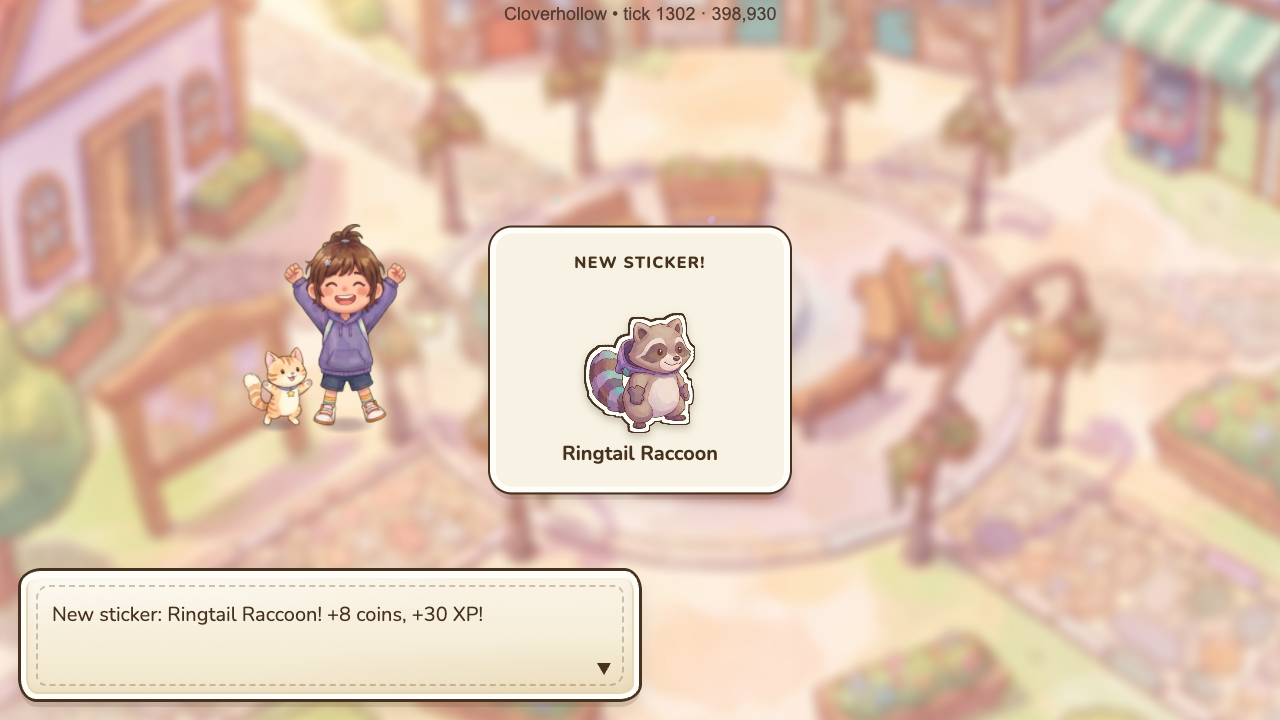 Cloverhollow • tick 1302 · 398,930
NEW STICKER!
Ringtail Raccoon
New sticker: Ringtail Raccoon! +8 coins, +30 XP!